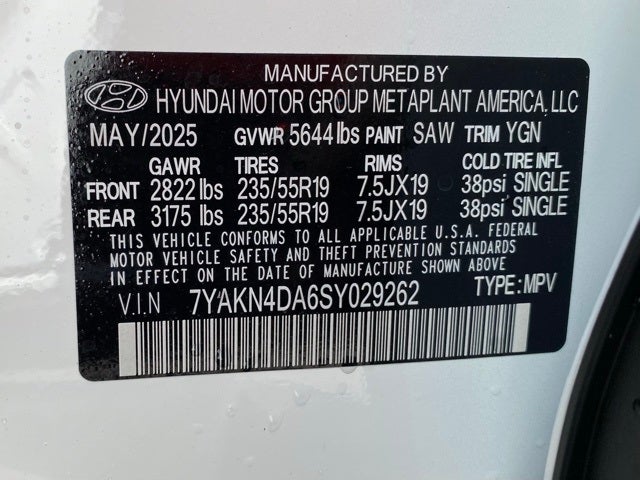 MANUFACTURED BY
HYUNDAI MOTOR GROUP METAPLANT AMERICA, LLC
MAY/2025 GVWR 5644 lbs PAINT SAW TRIM YGN
GAWR TIRES RIMS COLD TIRE INFL
FRONT 2822 lbs 235/55R19 7.5JX19 38psi SINGLE
REAR 3175 lbs 235/55R19 7.5JX19 38psi SINGLE
THIS VEHICLE CONFORMS TO ALL APPLICABLE U.S.A. FEDERAL
MOTOR VEHICLE SAFETY AND THEFT PREVENTION STANDARDS
IN EFFECT ON THE DATE OF MANUFACTURE SHOWN ABOVE.
V.I.N 7YAKN4DA6SY029262 TYPE: MPV